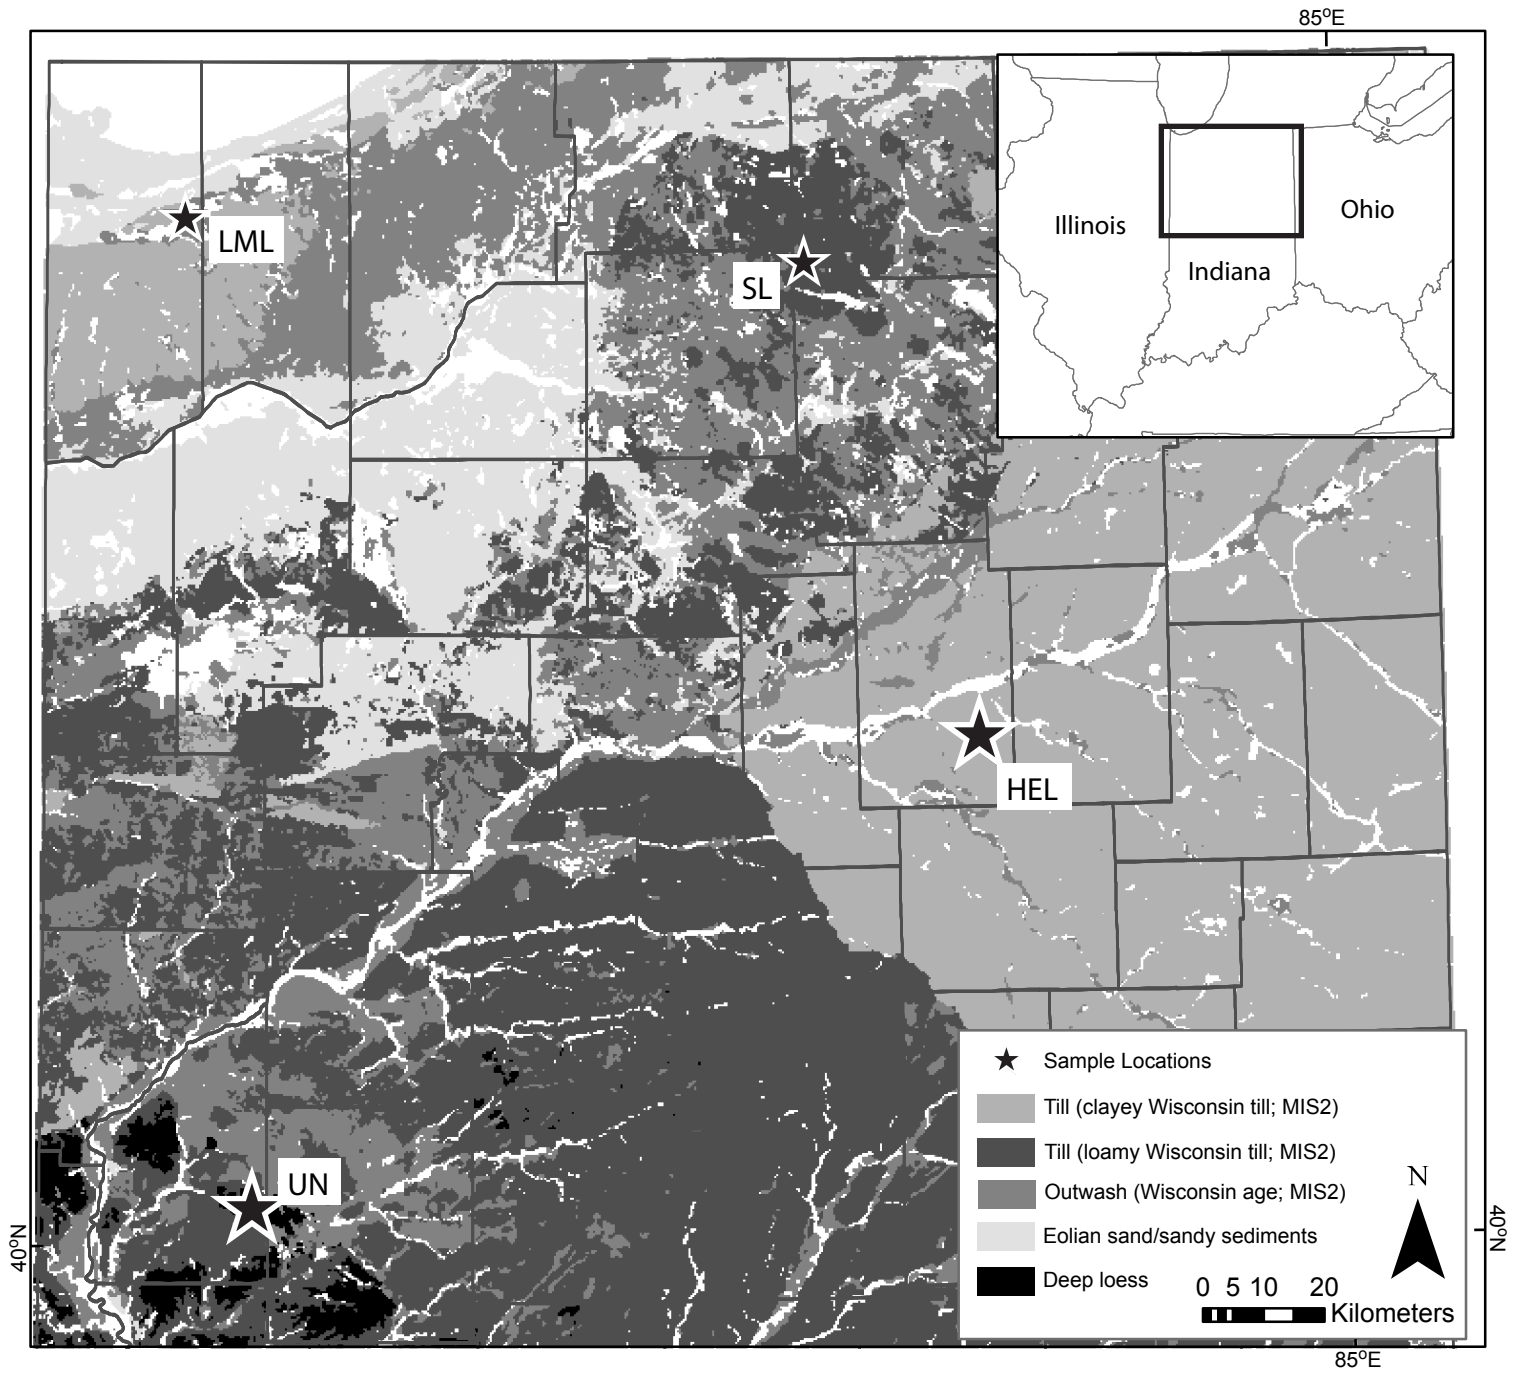 85°E
Illinois
Ohio
Indiana
LML
SL
HEL
UN
Sample Locations
Till (clayey Wisconsin till; MIS2)
Till (loamy Wisconsin till; MIS2)
Outwash (Wisconsin age; MIS2)
Eolian sand/sandy sediments
Deep loess
N
0 5 10 20
Kilometers
40°N
40°N
85°E